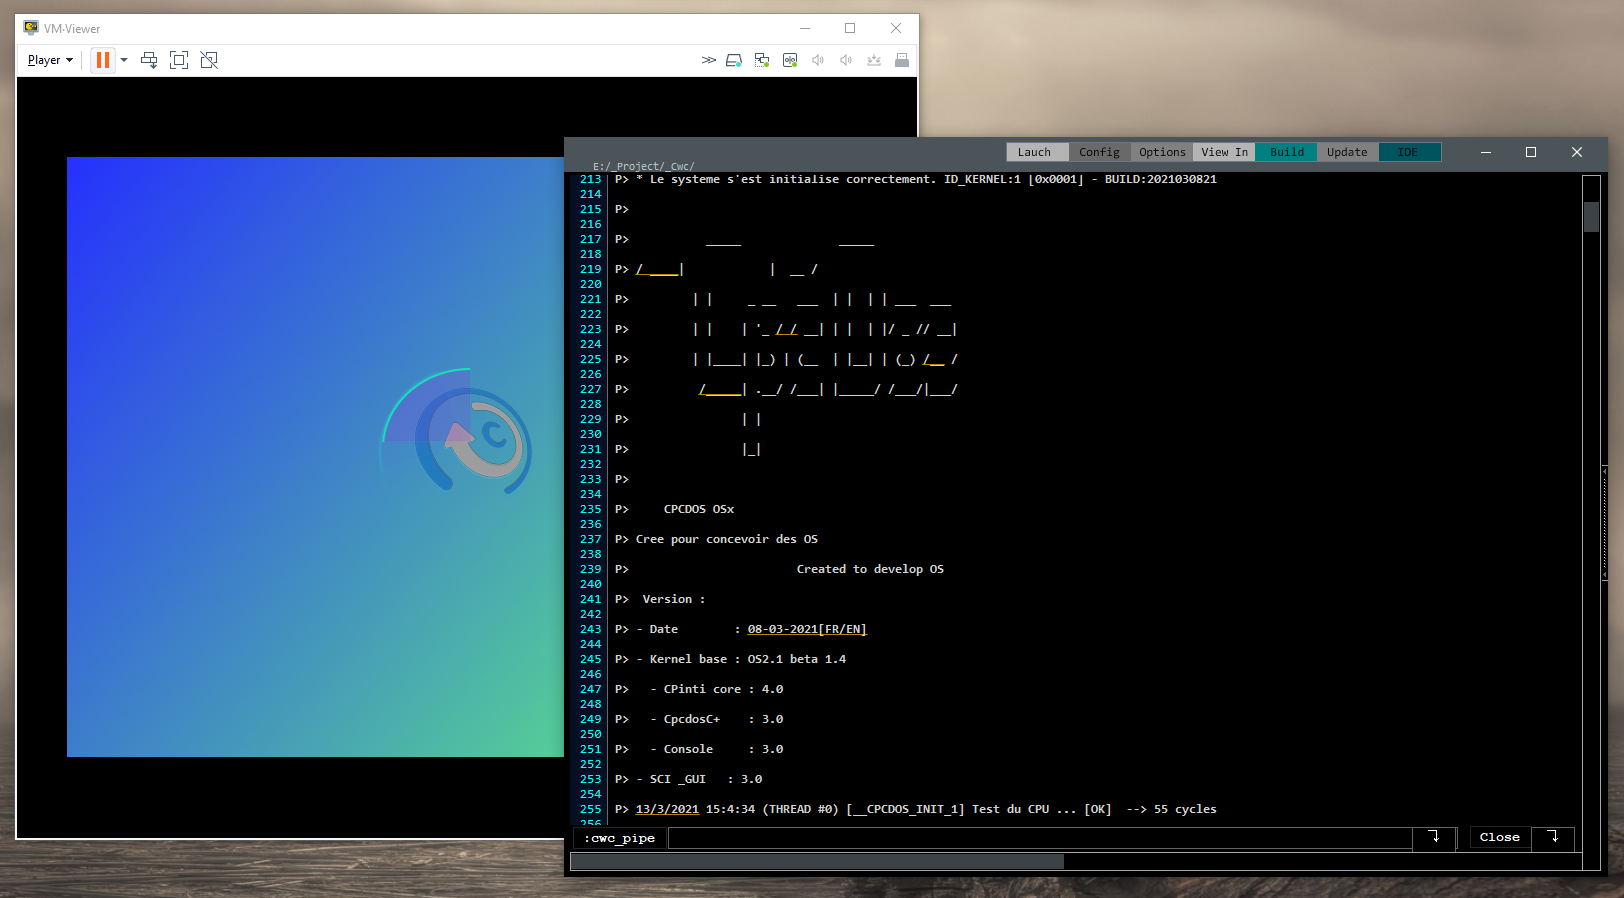 VM-Viewer
Player
Lauch Config Options View In Build Update IDE
E:/_Project/_Cwc/
213 P> * Le systeme s'est initialise correctement. ID_KERNEL:1 [0x0001] - BUILD:2021030821
214
215 P>
216
217 P>           _____              _____
218
219 P> / ____|            |  __ /
220
221 P>         | |     _ __   ___  | |  | | ___  ___
222
223 P>         | |    | '_ / / __| | |  | |/ _ // __|
224
225 P>         | |____| |_) | (__  | |__| | (_) /__ /
226
227 P>          /_____| .__/ /___| |_____/ /___/|___/
228
229 P>                | |
230
231 P>                |_|
232
233 P>
234
235 P>     CPCDOS OSx
236
237 P> Cree pour concevoir des OS
238
239 P>                        Created to develop OS
240
241 P>  Version :
242
243 P> - Date        : 08-03-2021[FR/EN]
244
245 P> - Kernel base : OS2.1 beta 1.4
246
247 P>   - CPinti core : 4.0
248
249 P>   - CpcdosC+    : 3.0
250
251 P>   - Console     : 3.0
252
253 P> - SCI _GUI   : 3.0
254
255 P> 13/3/2021 15:4:34 (THREAD #0) [__CPCDOS_INIT_1] Test du CPU ... [OK]  --> 55 cycles
256
:cwc_pipe
Close